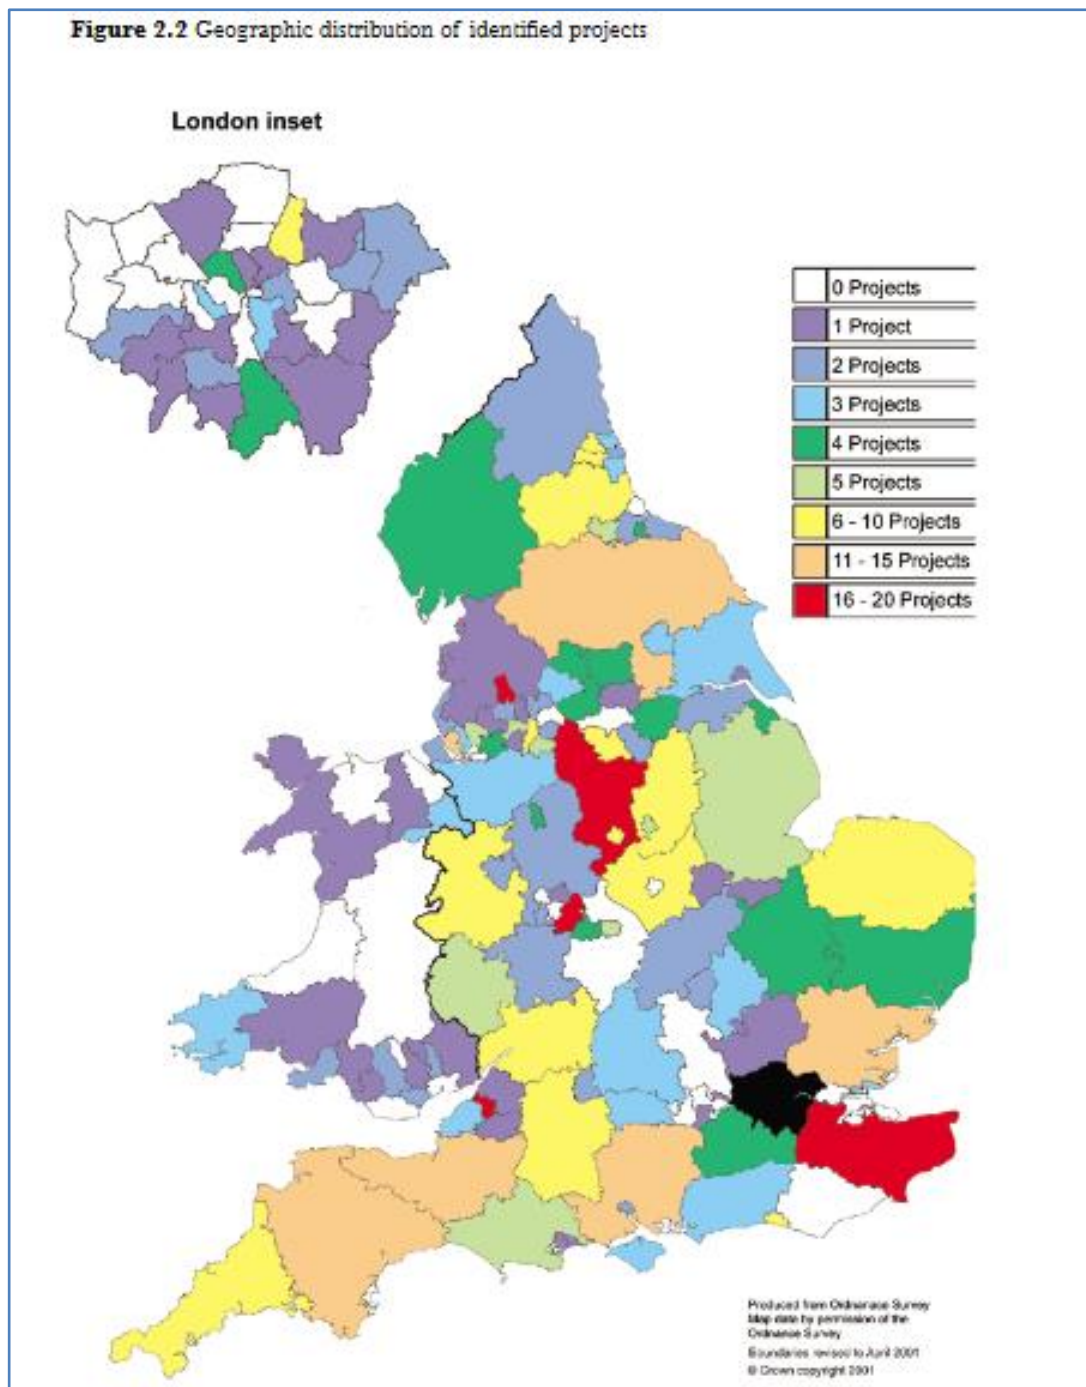 Figure 2.2 Geographic distribution of identified projects
London inset
0 Projects
1 Project
2 Projects
3 Projects
4 Projects
5 Projects
6 - 10 Projects
11 - 15 Projects
16 - 20 Projects
Produced from Ordnanace Survey
Map date by permission of the
Ordnance Survey
Boundaries revised to April 2001
© Crown copyright 2001